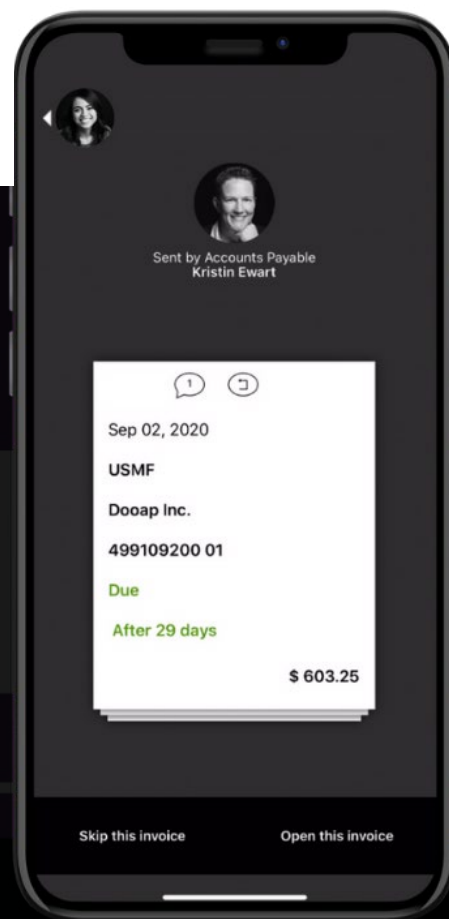 Sent by Accounts Payable
Kristin Ewart
1
Sep 02, 2020
USMF
Dooap Inc.
499109200 01
Due
After 29 days
$ 603.25
Skip this invoice
Open this invoice